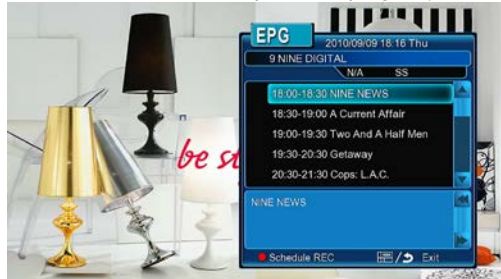 EPG
2010/09/09 18:16 Thu
9 NINE DIGITAL
N/A SS
18:00-18:30 NINE NEWS
18:30-19:00 A Current Affair
19:00-19:30 Two And A Half Men
be st
19:30-20:30 Getaway
20:30-21:30 Cops: L.A.C.
NINE NEWS
Schedule REC
/
Exit